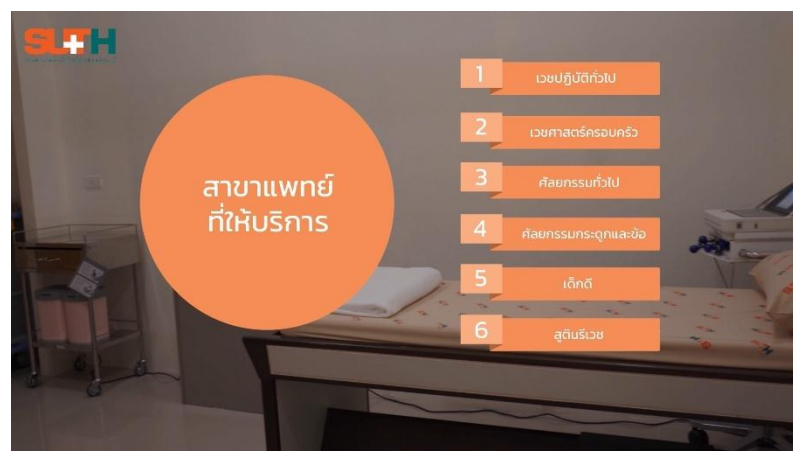 SUTH
สาขาแพทย์
ที่ให้บริการ
1 เวชปฏิบัติทั่วไป
2 เวชศาสตร์ครอบครัว
3 ศัลยกรรมทั่วไป
4 ศัลยกรรมกระดูกและข้อ
5 เด็กดี
6 สูตินรีเวช